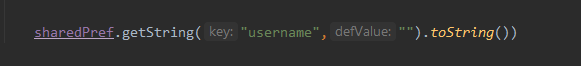 sharedPref.getString( key: "username", defValue: "").toString())